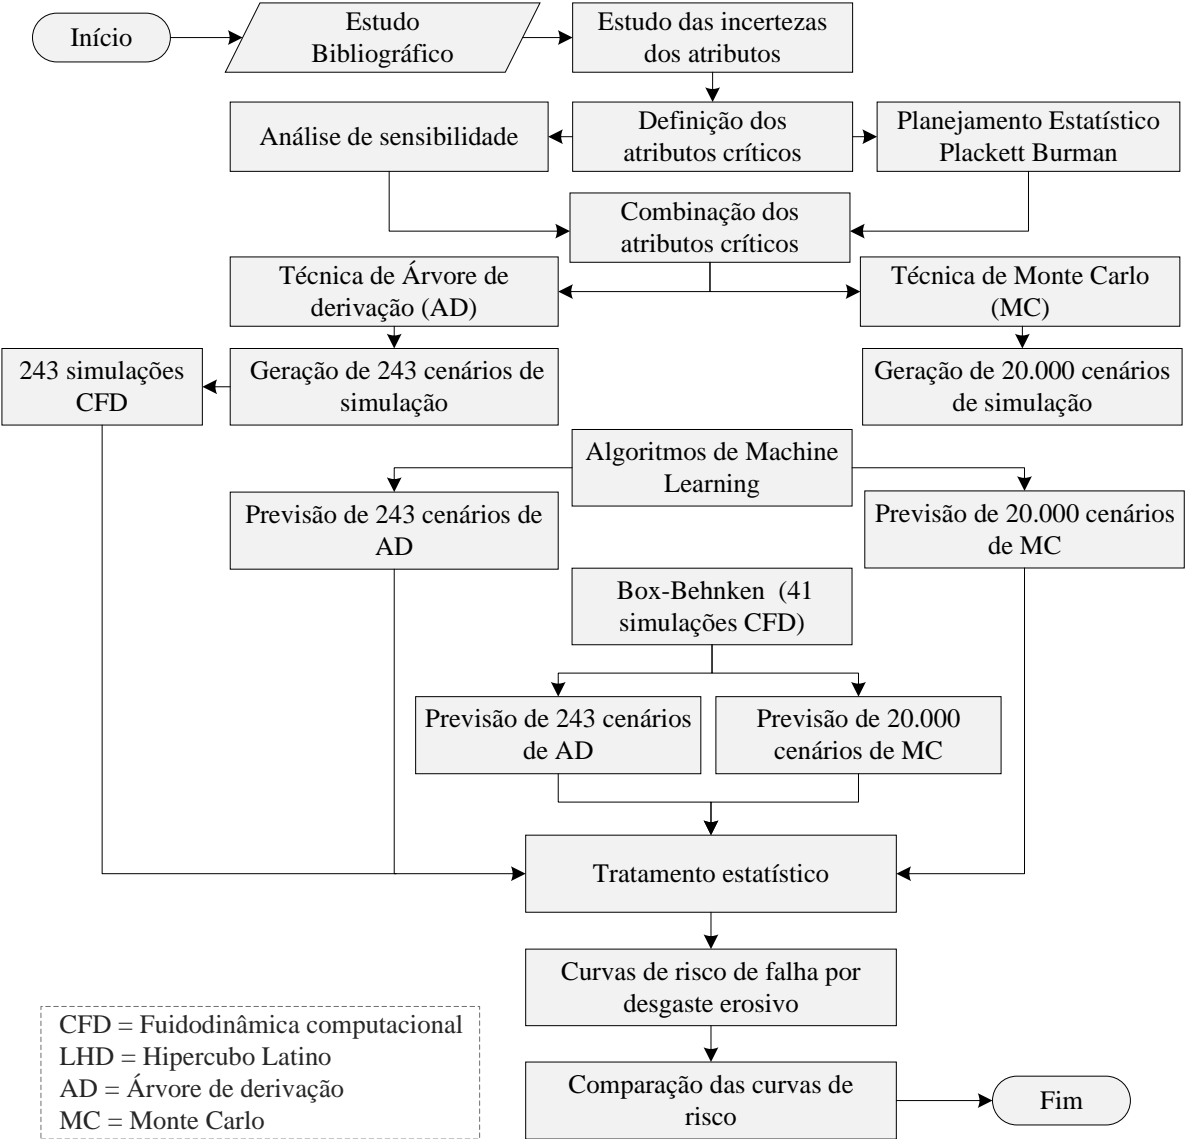 Início
Estudo
Bibliográfico
Estudo das incertezas
dos atributos
Análise de sensibilidade
Definição dos
atributos críticos
Planejamento Estatístico
Plackett Burman
Combinação dos
atributos críticos
Técnica de Árvore de
derivação (AD)
Técnica de Monte Carlo
(MC)
243 simulações
CFD
Geração de 243 cenários de
simulação
Geração de 20.000 cenários
de simulação
Algoritmos de Machine
Learning
Previsão de 243 cenários de
AD
Previsão de 20.000 cenários
de MC
Box-Behnken (41
simulações CFD)
Previsão de 243 cenários
de AD
Previsão de 20.000
cenários de MC
Tratamento estatístico
Curvas de risco de falha por
desgaste erosivo
Comparação das curvas de
risco
Fim
CFD = Fuidodinâmica computacional
LHD = Hipercubo Latino
AD = Árvore de derivação
MC = Monte Carlo